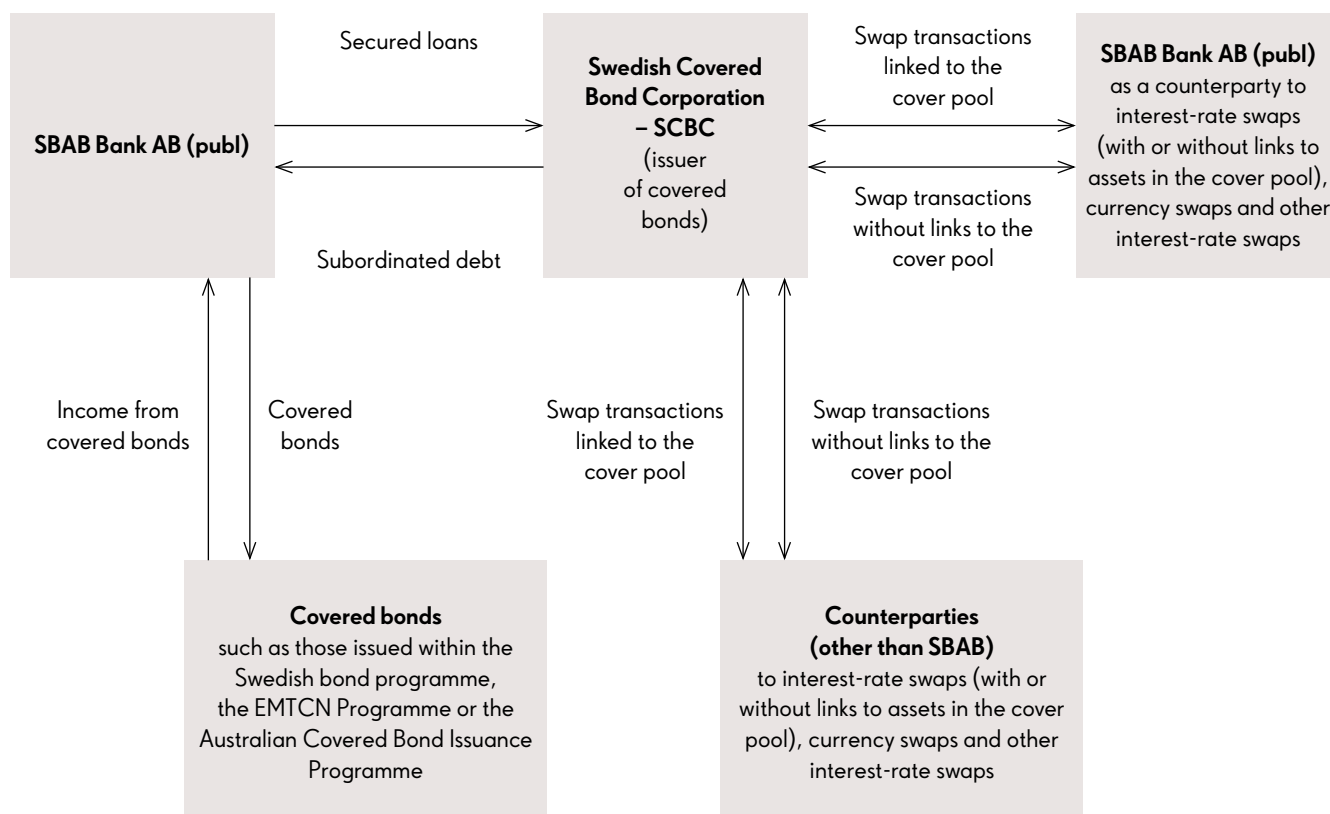 SBAB Bank AB (publ)
Secured loans
Subordinated debt
Swedish Covered
Bond Corporation
– SCBC
(issuer
of covered
bonds)
Swap transactions
linked to the
cover pool
Swap transactions
without links to the
cover pool
SBAB Bank AB (publ)
as a counterparty to
interest-rate swaps
(with or without links to
assets in the cover pool),
currency swaps and other
interest-rate swaps
Income from
covered bonds
Covered
bonds
Swap transactions
linked to the
cover pool
Swap transactions
without links to the
cover pool
Covered bonds
such as those issued within the
Swedish bond programme,
the EMTCN Programme or the
Australian Covered Bond Issuance
Programme
Counterparties
(other than SBAB)
to interest-rate swaps (with or
without links to assets in the cover
pool), currency swaps and other
interest-rate swaps